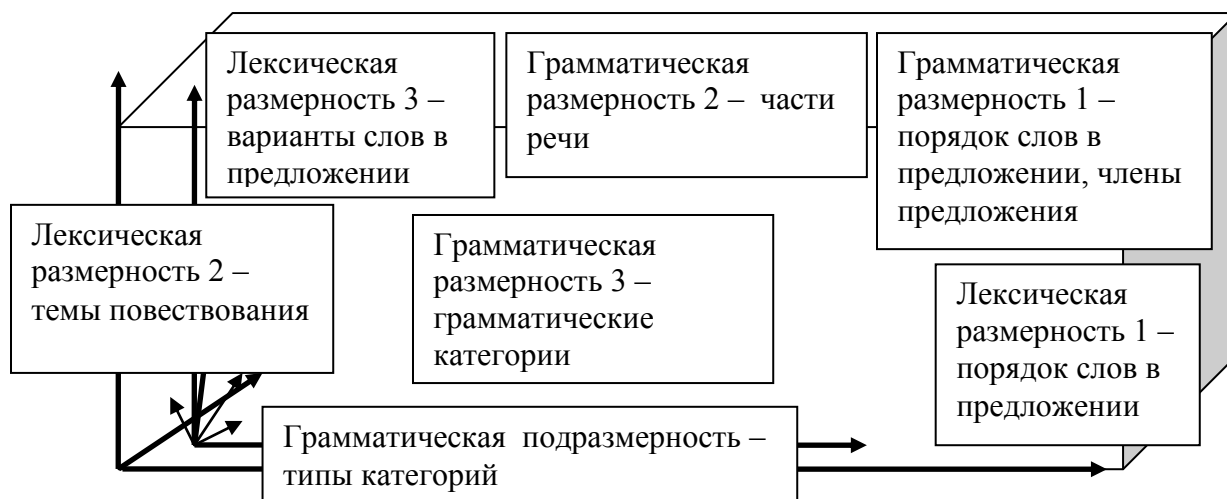 Лексическая
размерность 3 –
варианты слов в
предложении
Грамматическая
размерность 2 – части
речи
Грамматическая
размерность 1 –
порядок слов в
предложении, члены
предложения
Лексическая
размерность 2 –
темы повествования
Грамматическая
размерность 3 –
грамматические
категории
Лексическая
размерность 1 –
порядок слов в
предложении
Грамматическая подразмерность –
типы категорий